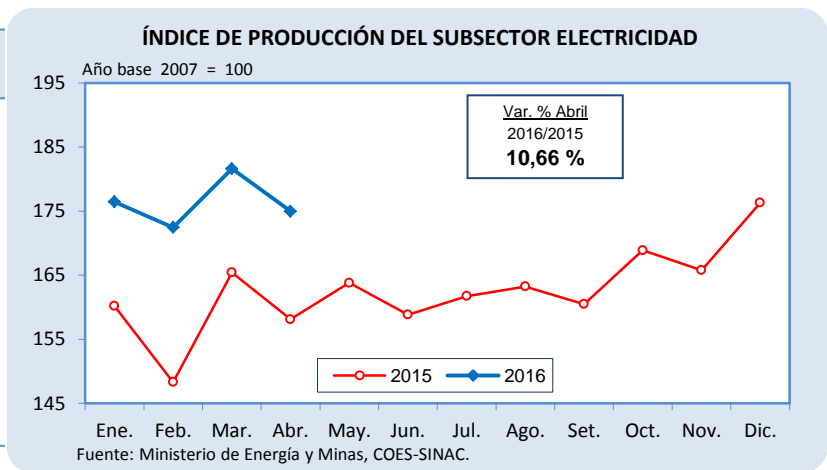 ÍNDICE DE PRODUCCIÓN DEL SUBSECTOR ELECTRICIDAD
Año base 2007 = 100
195
185
175
165
155
145
Var. % Abril
2016/2015
10,66 %
2015 2016
Ene. Feb. Mar. Abr. May. Jun. Jul. Ago. Set. Oct. Nov. Dic.
Fuente: Ministerio de Energía y Minas, COES-SINAC.